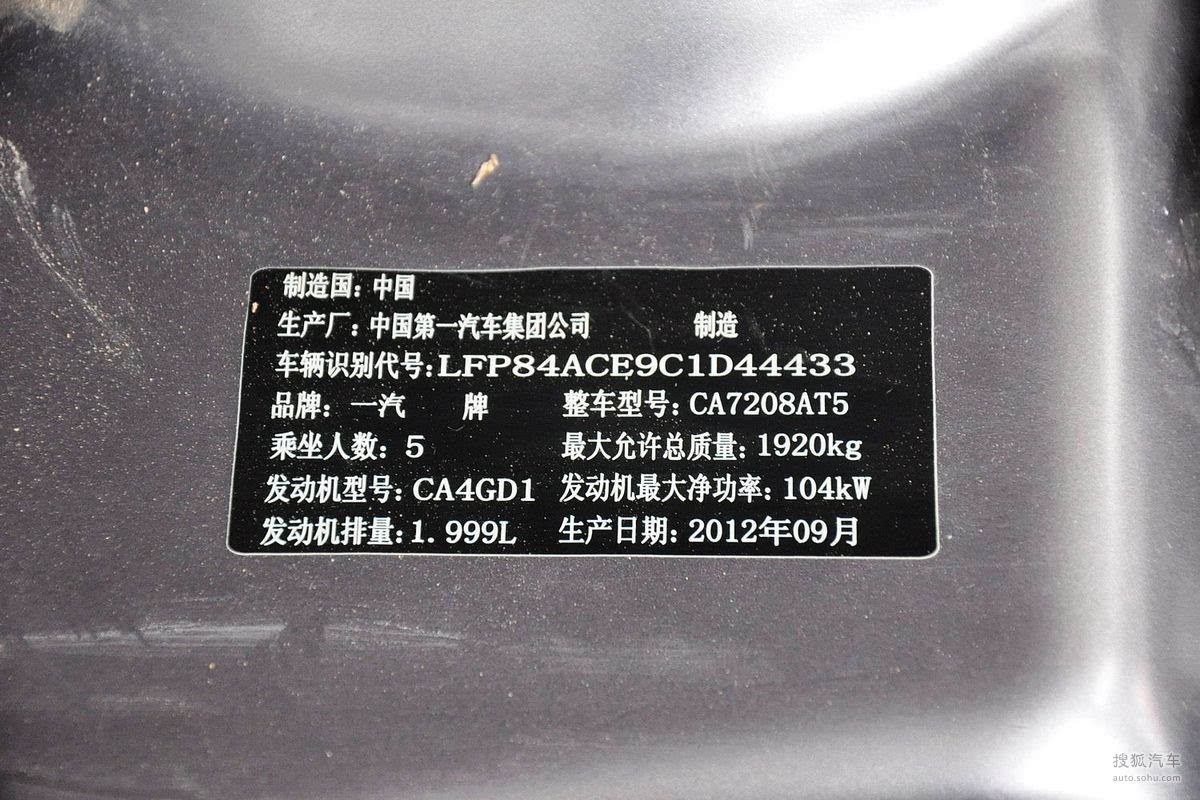 制造国：中国
生产厂：中国第一汽车集团公司 制造
车辆识别代号:LFP84ACE9C1D44433
品牌：一汽 牌 整车型号：CA7208AT5
乘坐人数：5 最大允许总质量：1920kg
发动机型号：CA4GD1 发动机最大净功率：104kW
发动机排量：1.999L 生产日期：2012年09月
搜狐汽车
auto.sohu.com